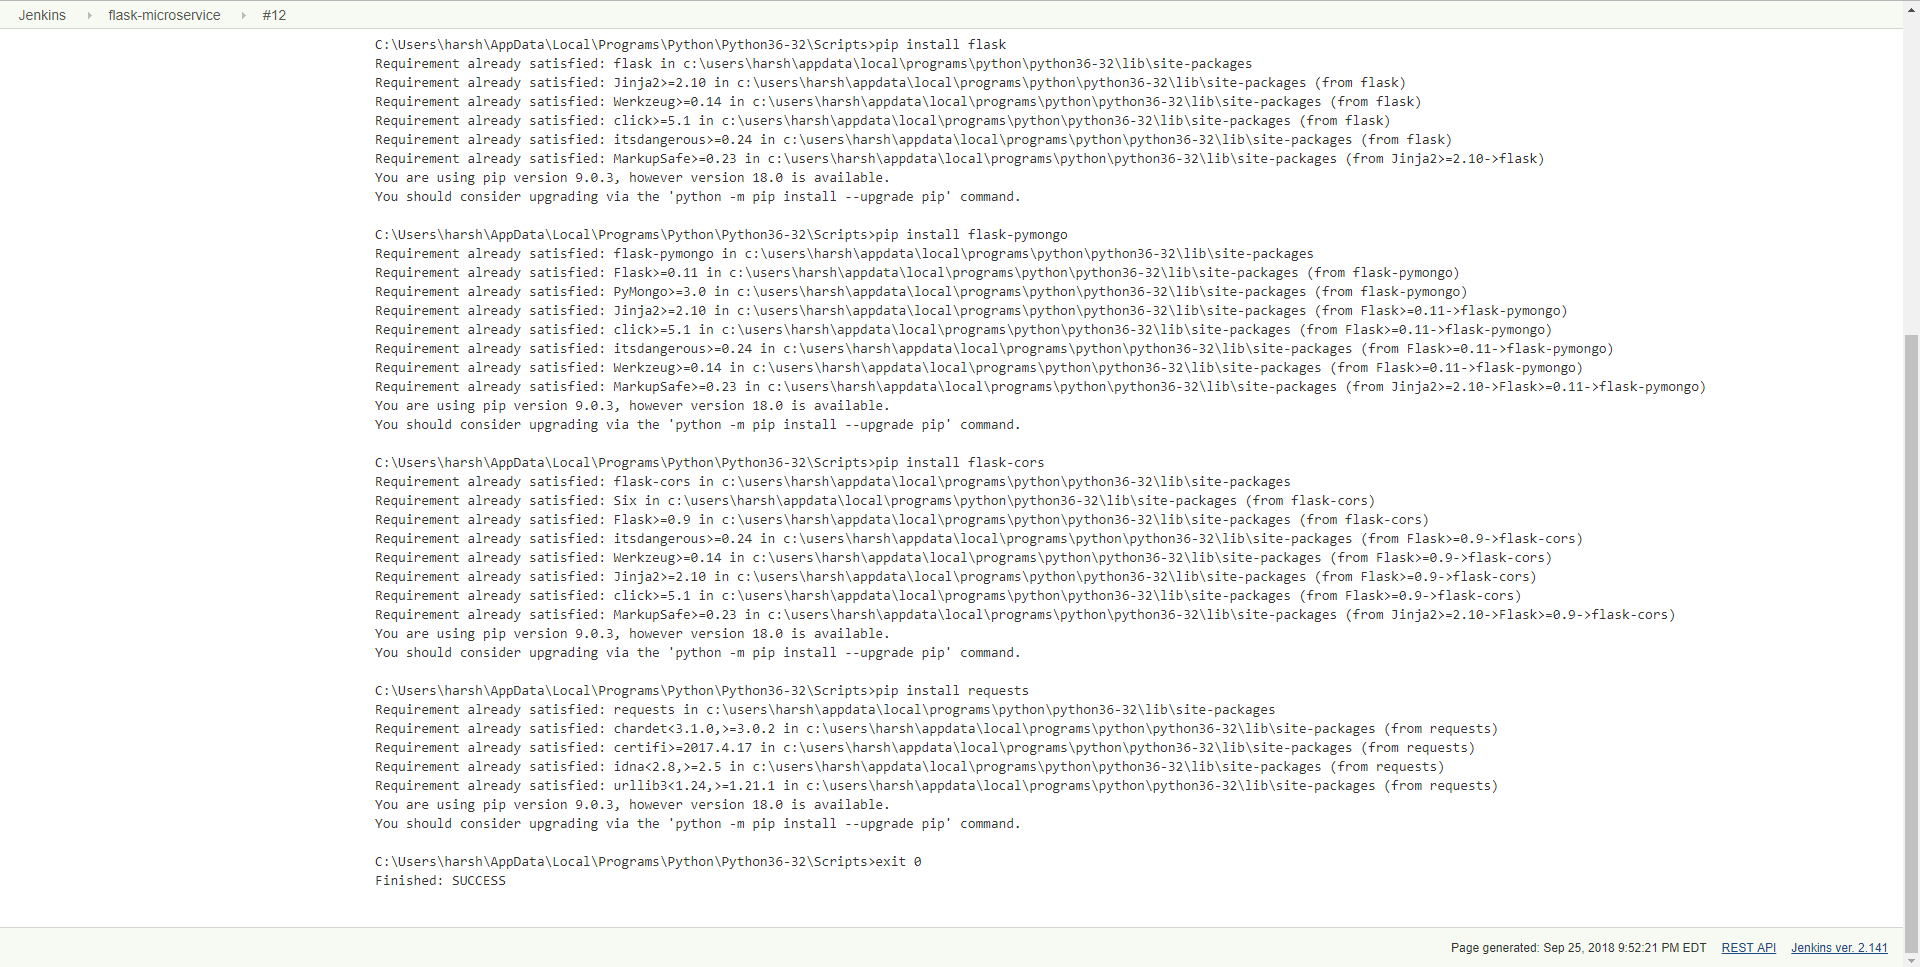 Jenkins flask-microservice #12
C:\Users\harsh\AppData\Local\Programs\Python\Python36-32\Scripts>pip install flask
Requirement already satisfied: flask in c:\users\harsh\appdata\local\programs\python\python36-32\lib\site-packages
Requirement already satisfied: Jinja2>=2.10 in c:\users\harsh\appdata\local\programs\python\python36-32\lib\site-packages (from flask)
Requirement already satisfied: Werkzeug>=0.14 in c:\users\harsh\appdata\local\programs\python\python36-32\lib\site-packages (from flask)
Requirement already satisfied: click>=5.1 in c:\users\harsh\appdata\local\programs\python\python36-32\lib\site-packages (from flask)
Requirement already satisfied: itsdangerous>=0.24 in c:\users\harsh\appdata\local\programs\python\python36-32\lib\site-packages (from flask)
Requirement already satisfied: MarkupSafe>=0.23 in c:\users\harsh\appdata\local\programs\python\python36-32\lib\site-packages (from Jinja2>=2.10->flask)
You are using pip version 9.0.3, however version 18.0 is available.
You should consider upgrading via the 'python -m pip install --upgrade pip' command.
C:\Users\harsh\AppData\Local\Programs\Python\Python36-32\Scripts>pip install flask-pymongo
Requirement already satisfied: flask-pymongo in c:\users\harsh\appdata\local\programs\python\python36-32\lib\site-packages
Requirement already satisfied: Flask>=0.11 in c:\users\harsh\appdata\local\programs\python\python36-32\lib\site-packages (from flask-pymongo)
Requirement already satisfied: PyMongo>=3.0 in c:\users\harsh\appdata\local\programs\python\python36-32\lib\site-packages (from flask-pymongo)
Requirement already satisfied: Jinja2>=2.10 in c:\users\harsh\appdata\local\programs\python\python36-32\lib\site-packages (from Flask>=0.11->flask-pymongo)
Requirement already satisfied: click>=5.1 in c:\users\harsh\appdata\local\programs\python\python36-32\lib\site-packages (from Flask>=0.11->flask-pymongo)
Requirement already satisfied: itsdangerous>=0.24 in c:\users\harsh\appdata\local\programs\python\python36-32\lib\site-packages (from Flask>=0.11->flask-pymongo)
Requirement already satisfied: Werkzeug>=0.14 in c:\users\harsh\appdata\local\programs\python\python36-32\lib\site-packages (from Flask>=0.11->flask-pymongo)
Requirement already satisfied: MarkupSafe>=0.23 in c:\users\harsh\appdata\local\programs\python\python36-32\lib\site-packages (from Jinja2>=2.10->Flask>=0.11->flask-pymongo)
You are using pip version 9.0.3, however version 18.0 is available.
You should consider upgrading via the 'python -m pip install --upgrade pip' command.
C:\Users\harsh\AppData\Local\Programs\Python\Python36-32\Scripts>pip install flask-cors
Requirement already satisfied: flask-cors in c:\users\harsh\appdata\local\programs\python\python36-32\lib\site-packages
Requirement already satisfied: Six in c:\users\harsh\appdata\local\programs\python\python36-32\lib\site-packages (from flask-cors)
Requirement already satisfied: Flask>=0.9 in c:\users\harsh\appdata\local\programs\python\python36-32\lib\site-packages (from flask-cors)
Requirement already satisfied: itsdangerous>=0.24 in c:\users\harsh\appdata\local\programs\python\python36-32\lib\site-packages (from Flask>=0.9->flask-cors)
Requirement already satisfied: Werkzeug>=0.14 in c:\users\harsh\appdata\local\programs\python\python36-32\lib\site-packages (from Flask>=0.9->flask-cors)
Requirement already satisfied: Jinja2>=2.10 in c:\users\harsh\appdata\local\programs\python\python36-32\lib\site-packages (from Flask>=0.9->flask-cors)
Requirement already satisfied: click>=5.1 in c:\users\harsh\appdata\local\programs\python\python36-32\lib\site-packages (from Flask>=0.9->flask-cors)
Requirement already satisfied: MarkupSafe>=0.23 in c:\users\harsh\appdata\local\programs\python\python36-32\lib\site-packages (from Jinja2>=2.10->Flask>=0.9->flask-cors)
You are using pip version 9.0.3, however version 18.0 is available.
You should consider upgrading via the 'python -m pip install --upgrade pip' command.
C:\Users\harsh\AppData\Local\Programs\Python\Python36-32\Scripts>pip install requests
Requirement already satisfied: requests in c:\users\harsh\appdata\local\programs\python\python36-32\lib\site-packages
Requirement already satisfied: chardet<3.1.0,>=3.0.2 in c:\users\harsh\appdata\local\programs\python\python36-32\lib\site-packages (from requests)
Requirement already satisfied: certifi>=2017.4.17 in c:\users\harsh\appdata\local\programs\python\python36-32\lib\site-packages (from requests)
Requirement already satisfied: idna<2.8,>=2.5 in c:\users\harsh\appdata\local\programs\python\python36-32\lib\site-packages (from requests)
Requirement already satisfied: urllib3<1.24,>=1.21.1 in c:\users\harsh\appdata\local\programs\python\python36-32\lib\site-packages (from requests)
You are using pip version 9.0.3, however version 18.0 is available.
You should consider upgrading via the 'python -m pip install --upgrade pip' command.
C:\Users\harsh\AppData\Local\Programs\Python\Python36-32\Scripts>exit 0
Finished: SUCCESS
Page generated: Sep 25, 2018 9:52:21 PM EDT REST API Jenkins ver. 2.141